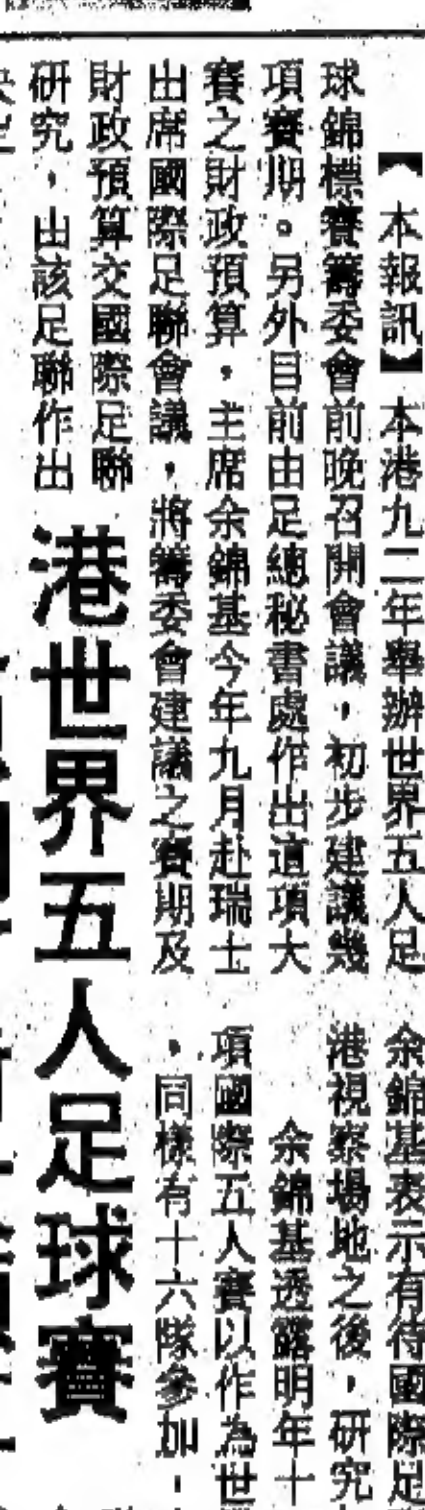 【本報訊】本港九二年舉辦世界五人足
球錦標賽籌委會前晚召開會議，初步建議幾
項賽期。另外目前由足總秘書處作出這項大
賽之財政預算，主席余錦基今年九月赴瑞士
出席國際足聯會議，將籌委會建議之賽期及
財政預算交國際足聯
研究，由該足聯作出
決定
港世界五人足球賽
余錦基表示有待國際足
港視察場地之後，研究
余錦基透露明年十
項國際五人賽以作為世
，同樣有十六隊參加，